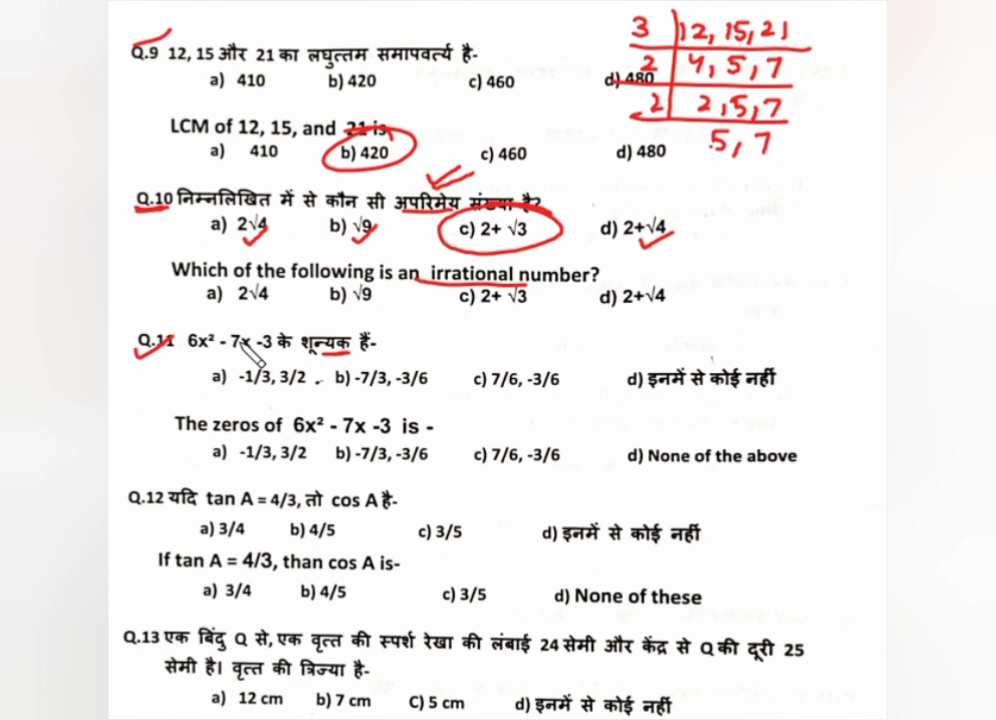 Q.9 12, 15 और 21 का लघुत्तम समापवर्त्य है-
a) 410 b) 420 c) 460 d) 480
3 | 12, 15, 21
2 | 4, 5, 7
2 | 2, 5, 7
5, 7
LCM of 12, 15, and 21 is,
a) 410 b) 420 c) 460 d) 480
Q.10 निम्नलिखित में से कौन सी अपरिमेय संख्या है?
a) 2√4 b) √9 c) 2+ √3 d) 2+√4
Which of the following is an irrational number?
a) 2√4 b) √9 c) 2+ √3 d) 2+√4
Q.11 6x² - 7x -3 के शून्यक हैं-
a) -1/3, 3/2 b) -7/3, -3/6 c) 7/6, -3/6 d) इनमें से कोई नहीं
The zeros of 6x² - 7x -3 is -
a) -1/3, 3/2 b) -7/3, -3/6 c) 7/6, -3/6 d) None of the above
Q.12 यदि tan A = 4/3, तो cos A है-
a) 3/4 b) 4/5 c) 3/5 d) इनमें से कोई नहीं
If tan A = 4/3, than cos A is-
a) 3/4 b) 4/5 c) 3/5 d) None of these
Q.13 एक बिंदु Q से, एक वृत्त की स्पर्श रेखा की लंबाई 24 सेमी और केंद्र से Q की दूरी 25
सेमी है। वृत्त की त्रिज्या है-
a) 12 cm b) 7 cm C) 5 cm d) इनमें से कोई नहीं